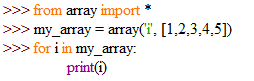 >>> from array import *
>>> my_array = array('i', [1,2,3,4,5])
>>> for i in my_array:
        print(i)